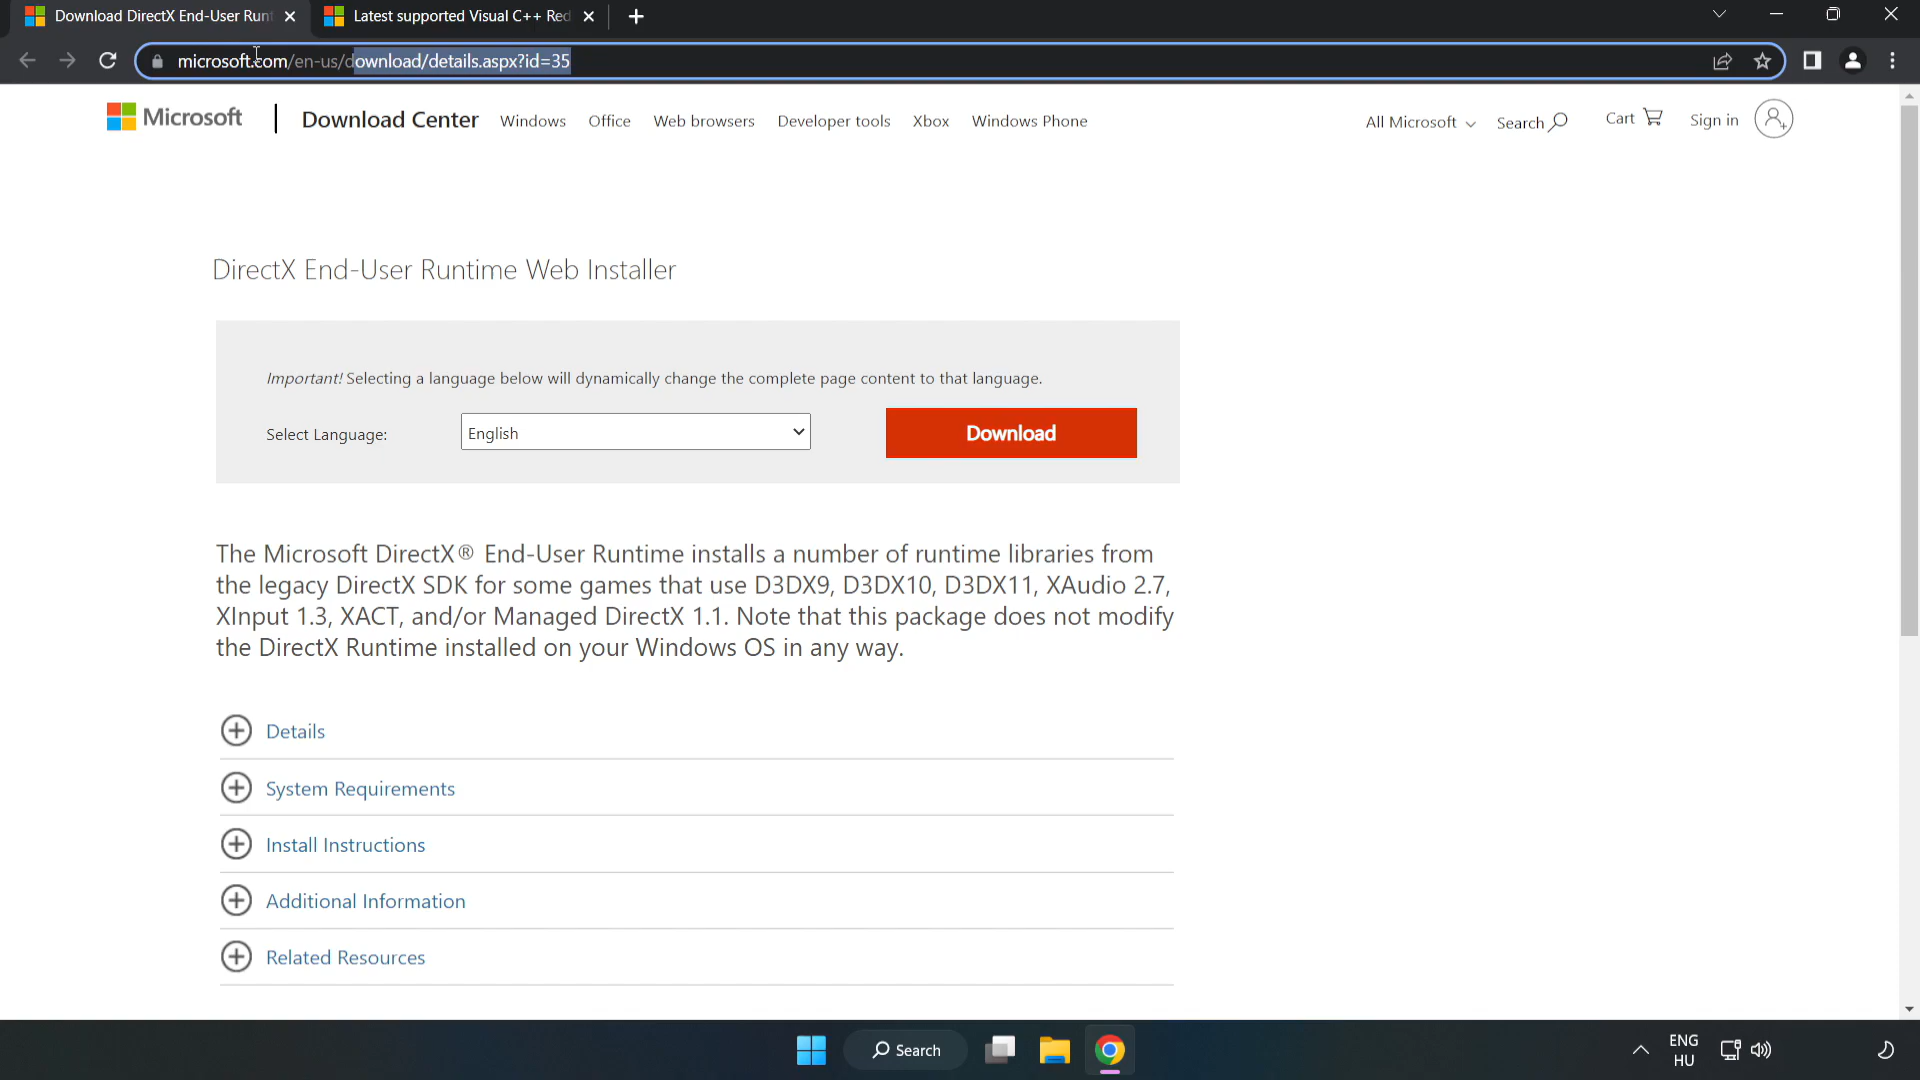 Download DirectX End-User Runt
Latest supported Visual C++ Red
microsoft.com/en-us/download/details.aspx?id=35
Microsoft
Download Center
Windows
Office
Web browsers
Developer tools
Xbox
Windows Phone
All Microsoft
Search
Cart
Sign in
DirectX End-User Runtime Web Installer
Important! Selecting a language below will dynamically change the complete page content to that language.
Select Language:
English
Download
The Microsoft DirectX® End-User Runtime installs a number of runtime libraries from
the legacy DirectX SDK for some games that use D3DX9, D3DX10, D3DX11, XAudio 2.7,
XInput 1.3, XACT, and/or Managed DirectX 1.1. Note that this package does not modify
the DirectX Runtime installed on your Windows OS in any way.
Details
System Requirements
Install Instructions
Additional Information
Related Resources
Search
ENG
HU